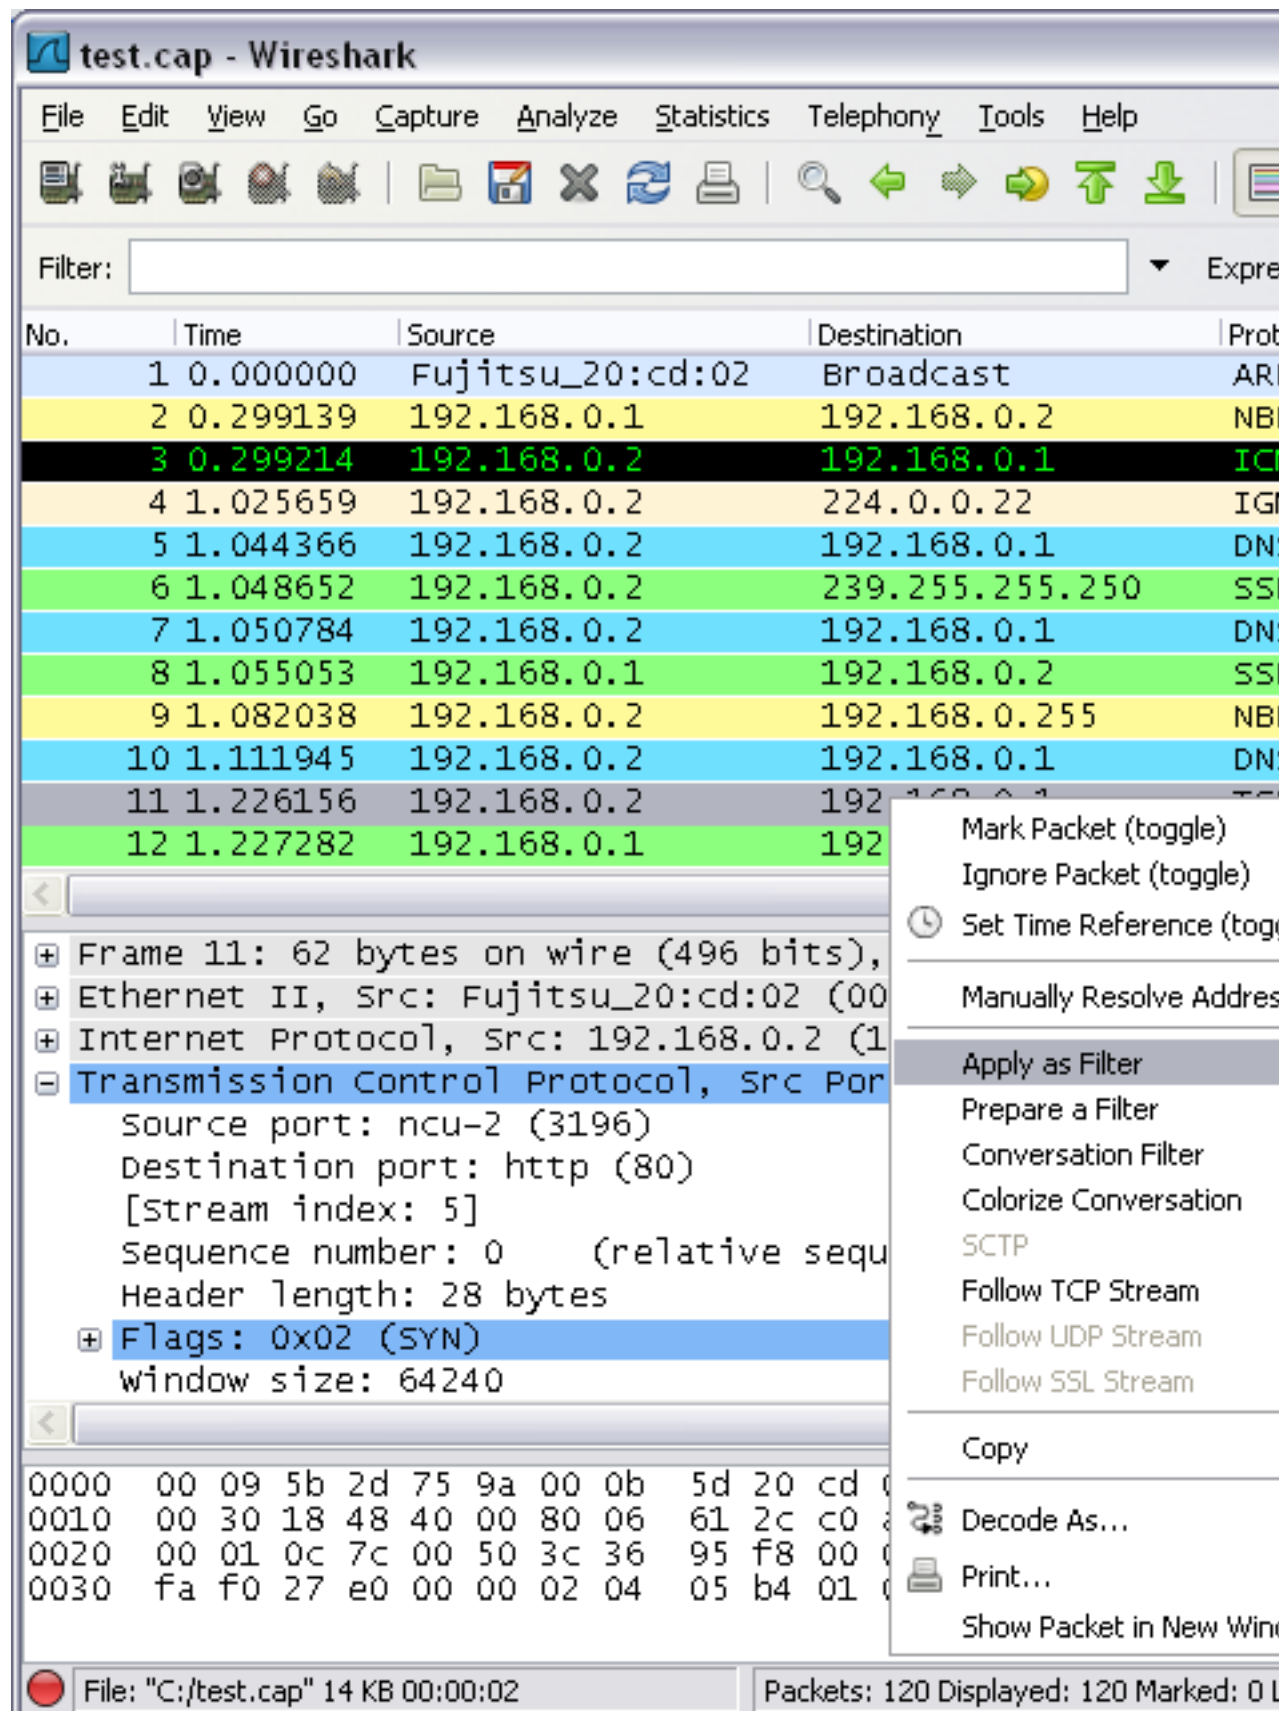 test.cap - Wireshark
File Edit View Go Capture Analyze Statistics Telephony Tools Help
Filter:
No. Time Source Destination
1 0.000000 Fujitsu_20:cd:02 Broadcast
2 0.299139 192.168.0.1 192.168.0.2
3 0.299214 192.168.0.2 192.168.0.1
4 1.025659 192.168.0.2 224.0.0.22
5 1.044366 192.168.0.2 192.168.0.1
6 1.048652 192.168.0.2 239.255.255.250
7 1.050784 192.168.0.2 192.168.0.1
8 1.055053 192.168.0.1 192.168.0.2
9 1.082038 192.168.0.2 192.168.0.255
10 1.111945 192.168.0.2 192.168.0.1
11 1.226156 192.168.0.2 192
12 1.227282 192.168.0.1 192
Mark Packet (toggle)
Ignore Packet (toggle)
Set Time Reference
Manually Resolve
Apply as Filter
Prepare a Filter
Conversation Filter
Colorize Conversation
SCTP
Follow TCP Stream
Follow UDP Stream
Follow SSL Stream
Copy
Decode As...
Print...
Show Packet in New
Frame 11: 62 bytes on wire (496 bits),
Ethernet II, Src: Fujitsu_20:cd:02 (00
Internet Protocol, Src: 192.168.0.2 (1
Transmission Control Protocol, Src Por
Source port: ncu-2 (3196)
Destination port: http (80)
[Stream index: 5]
Sequence number: 0 (relative sequ
Header length: 28 bytes
Flags: 0x02 (SYN)
Window size: 64240
0000 00 09 5b 2d 75 9a 00 0b 5d 20 cd
0010 00 30 18 48 40 00 80 06 61 2c c0
0020 00 01 0c 7c 00 50 3c 36 95 f8 00
0030 fa f0 27 e0 00 00 02 04 05 b4 01
File: "C:/test.cap" 14 KB 00:00:02
Packets: 120 Displayed: 120 Marked: 0